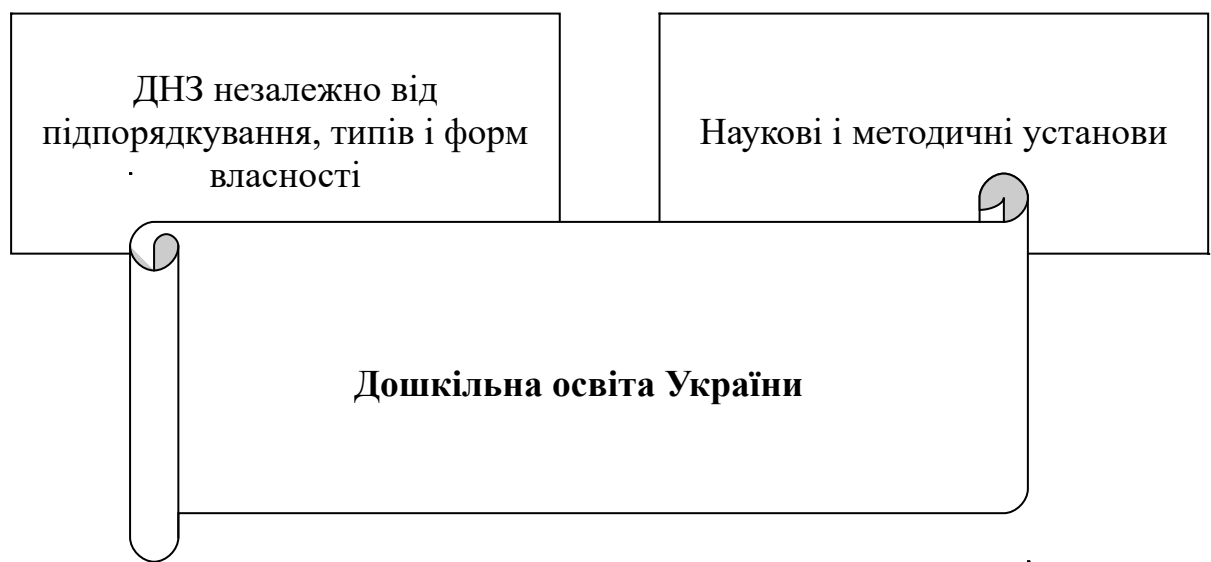 ДНЗ незалежно від
підпорядкування, типів і форм
власності
Наукові і методичні установи
Дошкільна освіта України